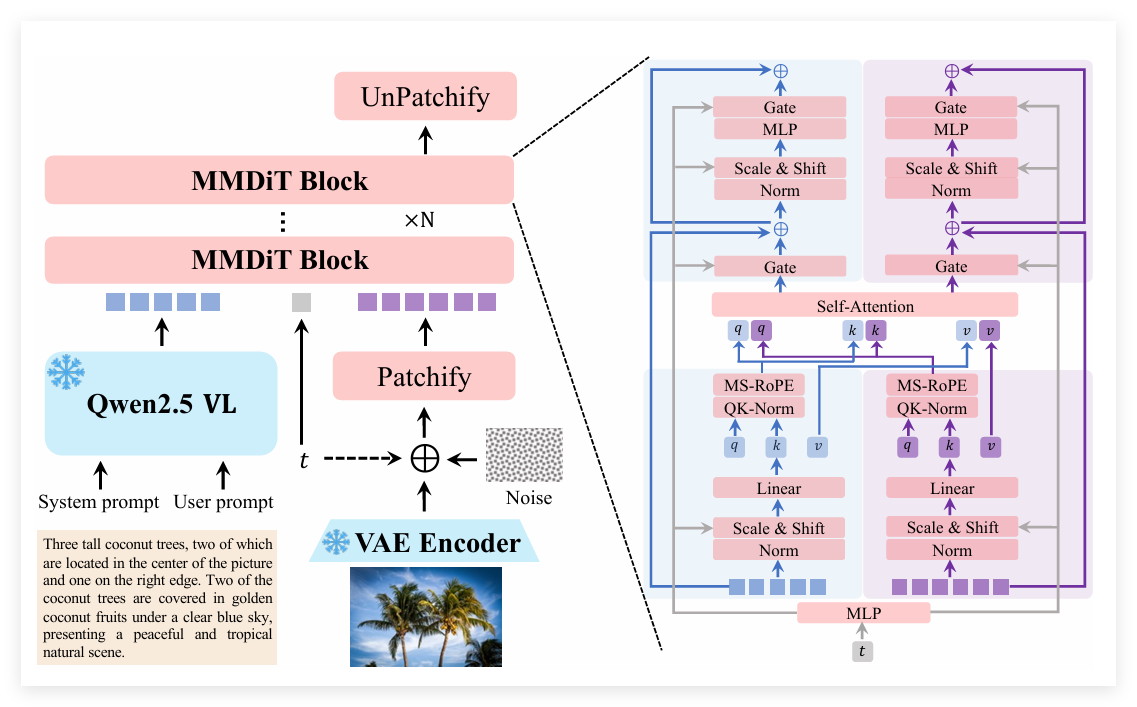 UnPatchify
MMDiT Block
×N
MMDiT Block
Qwen2.5 VL
Patchify
t
Noise
System prompt
User prompt
VAE Encoder
Three tall coconut trees, two of which
are located in the center of the picture
and one on the right edge. Two of the
coconut trees are covered in golden
coconut fruits under a clear blue sky,
presenting a peaceful and tropical
natural scene.
Gate
MLP
Scale & Shift
Norm
Gate
Gate
MLP
Scale & Shift
Norm
Gate
Self-Attention
q q k k v v
MS-RoPE
QK-Norm
q k v
Linear
Scale & Shift
Norm
MS-RoPE
QK-Norm
q k v
Linear
Scale & Shift
Norm
MLP
t